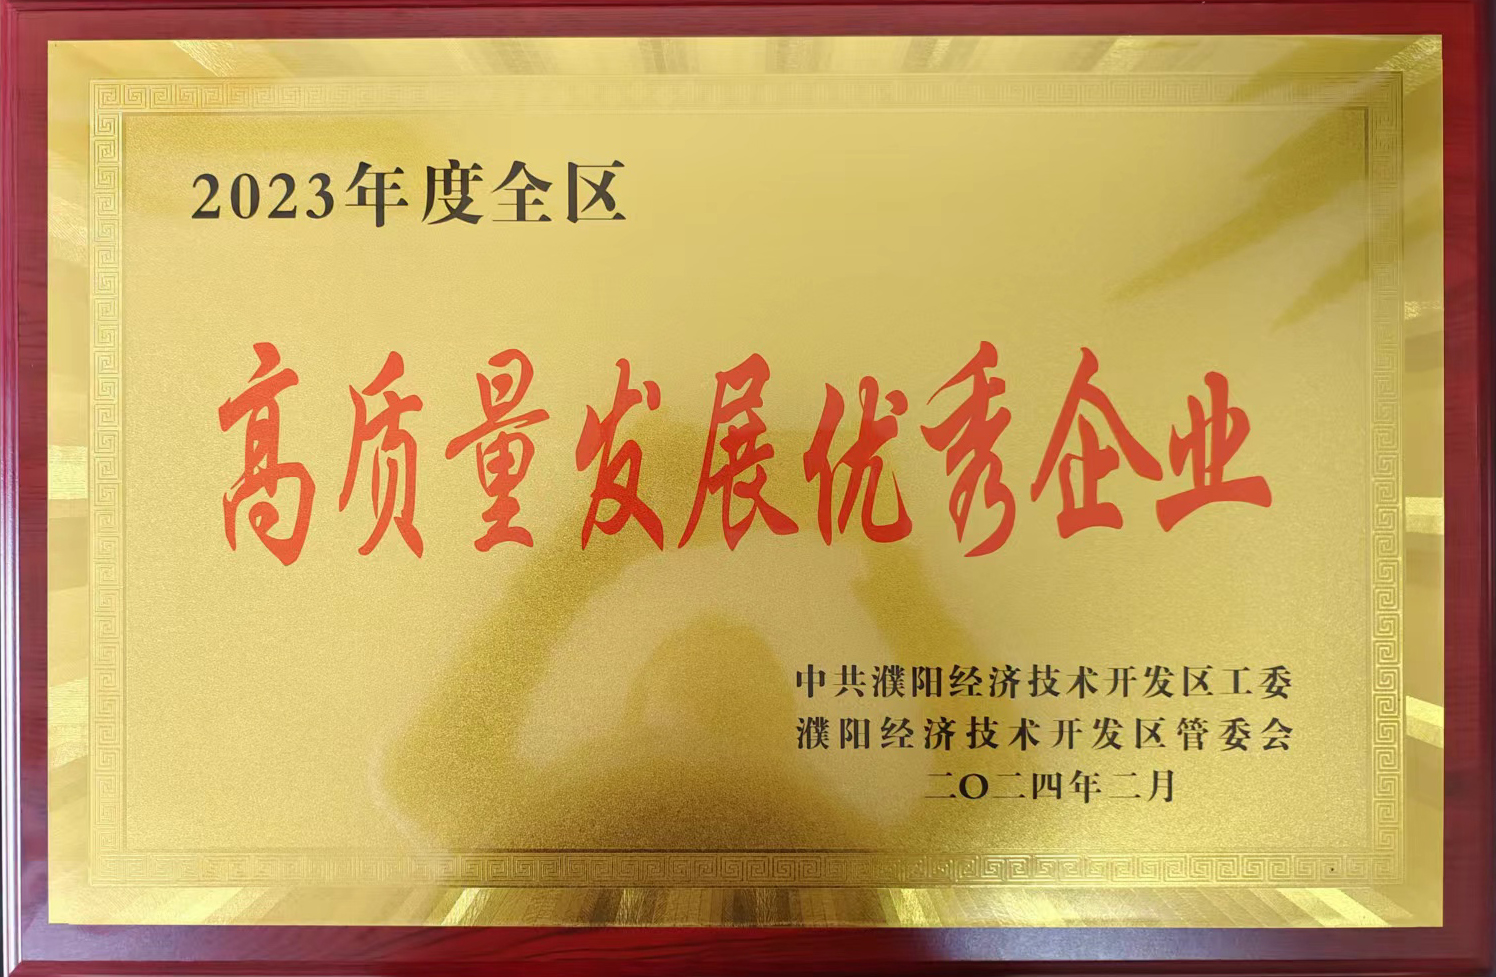 2023年度全区
高质量发展优秀企业
中共濮阳经济技术开发区工委
濮阳经济技术开发区管委会
二〇二四年二月